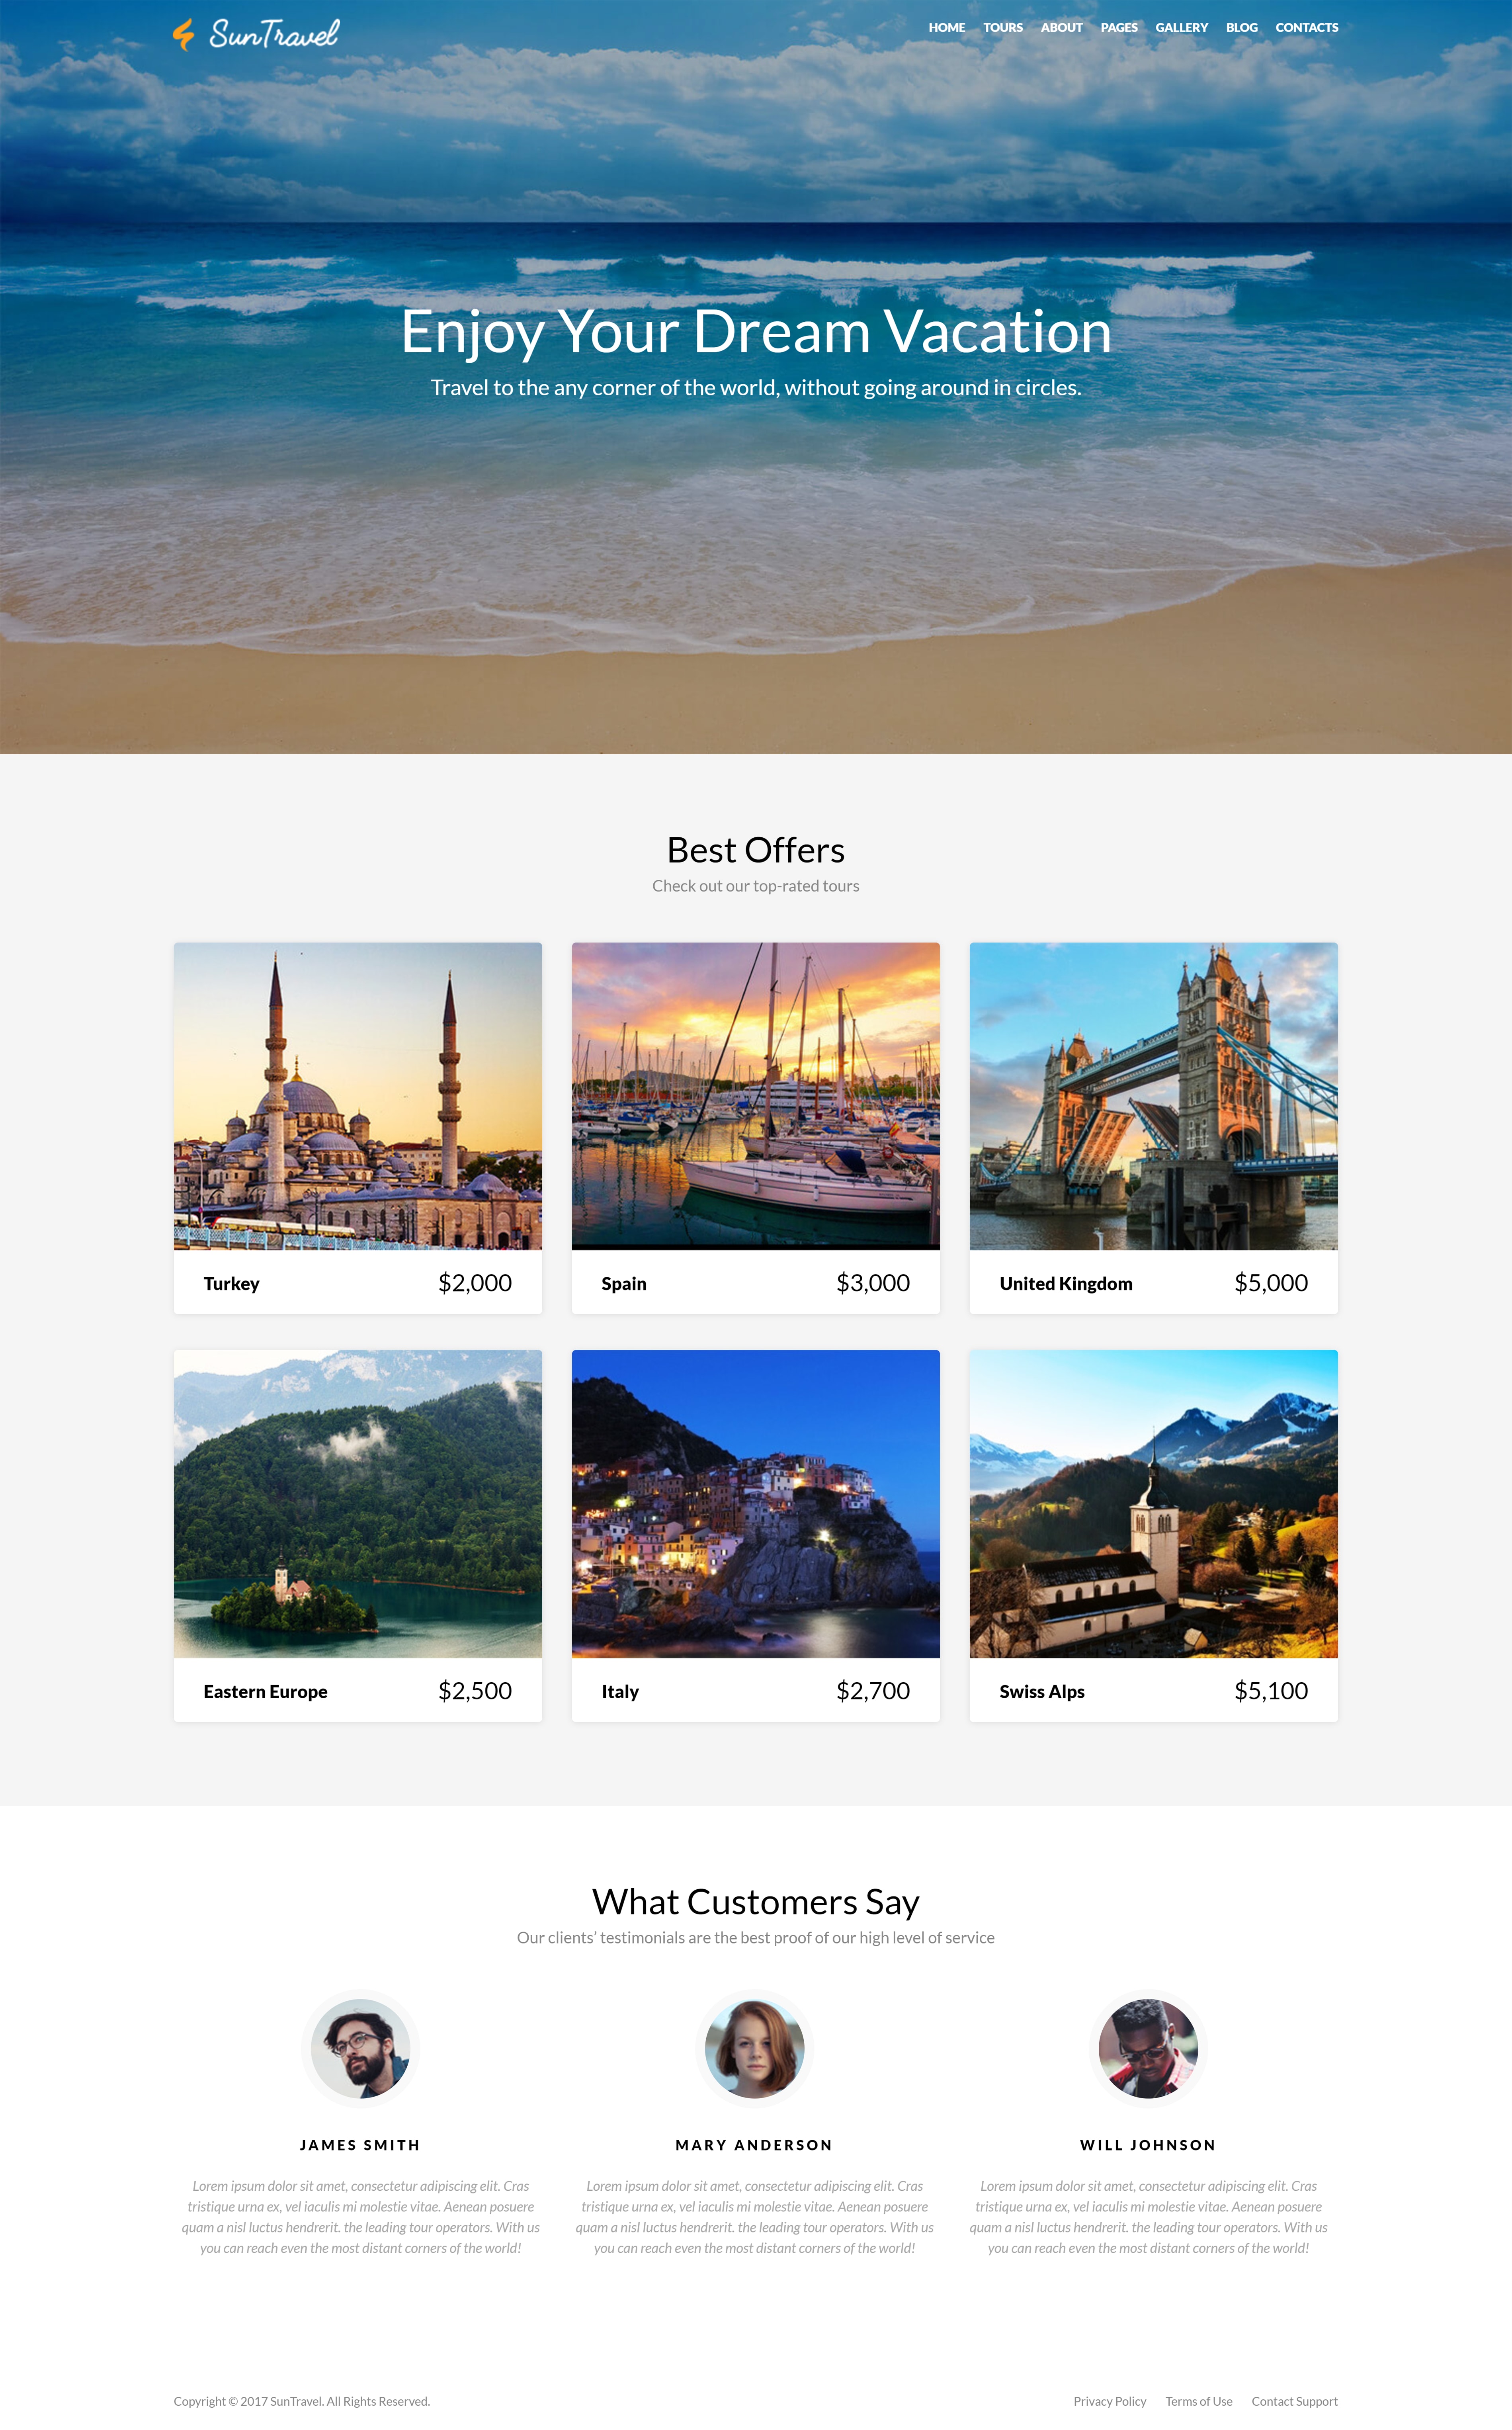 SunTravel
HOME TOURS ABOUT PAGES GALLERY BLOG CONTACTS
Enjoy Your Dream Vacation
Travel to the any corner of the world, without going around in circles.
Best Offers
Check out our top-rated tours
Turkey $2,000
Spain $3,000
United Kingdom $5,000
Eastern Europe $2,500
Italy $2,700
Swiss Alps $5,100
What Customers Say
Our clients’ testimonials are the best proof of our high level of service
JAMES SMITH
Lorem ipsum dolor sit amet, consectetur adipiscing elit. Cras
tristique urna ex, vel iaculis mi molestie vitae. Aenean posuere
quam a nisl luctus hendrerit. the leading tour operators. With us
you can reach even the most distant corners of the world!
MARY ANDERSON
Lorem ipsum dolor sit amet, consectetur adipiscing elit. Cras
tristique urna ex, vel iaculis mi molestie vitae. Aenean posuere
quam a nisl luctus hendrerit. the leading tour operators. With us
you can reach even the most distant corners of the world!
WILL JOHNSON
Lorem ipsum dolor sit amet, consectetur adipiscing elit. Cras
tristique urna ex, vel iaculis mi molestie vitae. Aenean posuere
quam a nisl luctus hendrerit. the leading tour operators. With us
you can reach even the most distant corners of the world!
Copyright © 2017 SunTravel. All Rights Reserved.
Privacy Policy Terms of Use Contact Support